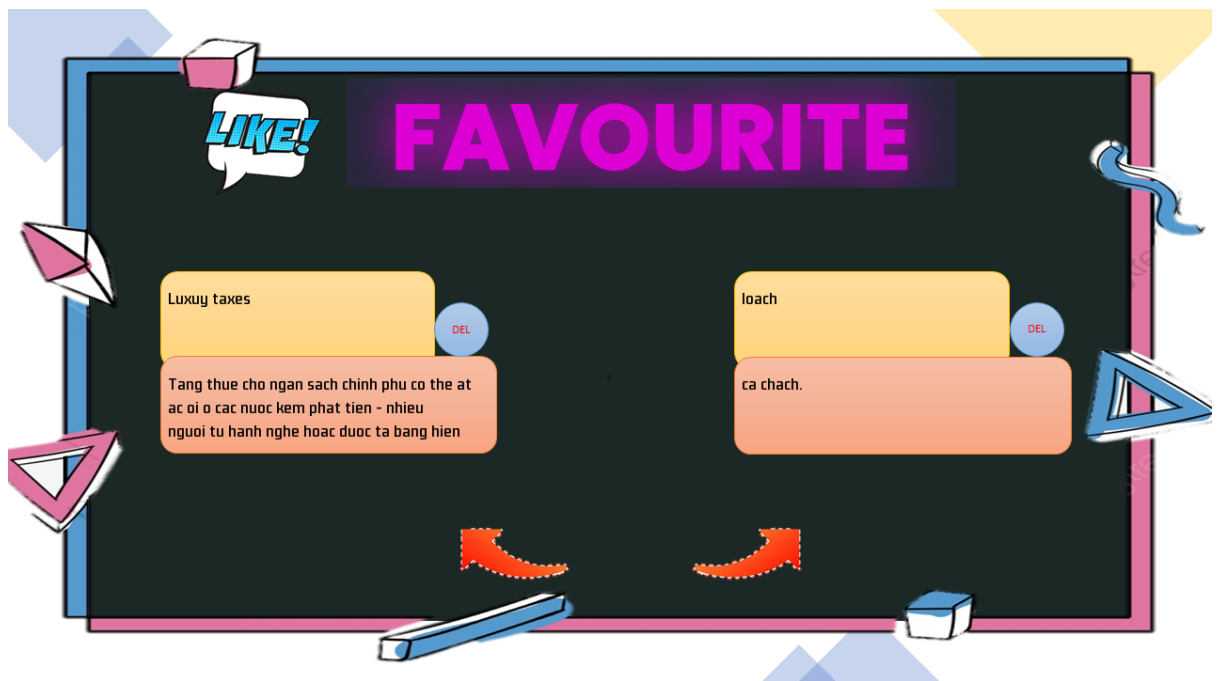 LIKE!
FAVOURITE
Luxuy taxes
DEL
Tang thue cho ngan sach chinh phu co the at
ac oi o cac nuoc kem phat tien - nhieu
nguoi tu hanh nghe hoac duoc ta bang hien
loach
DEL
ca chach.